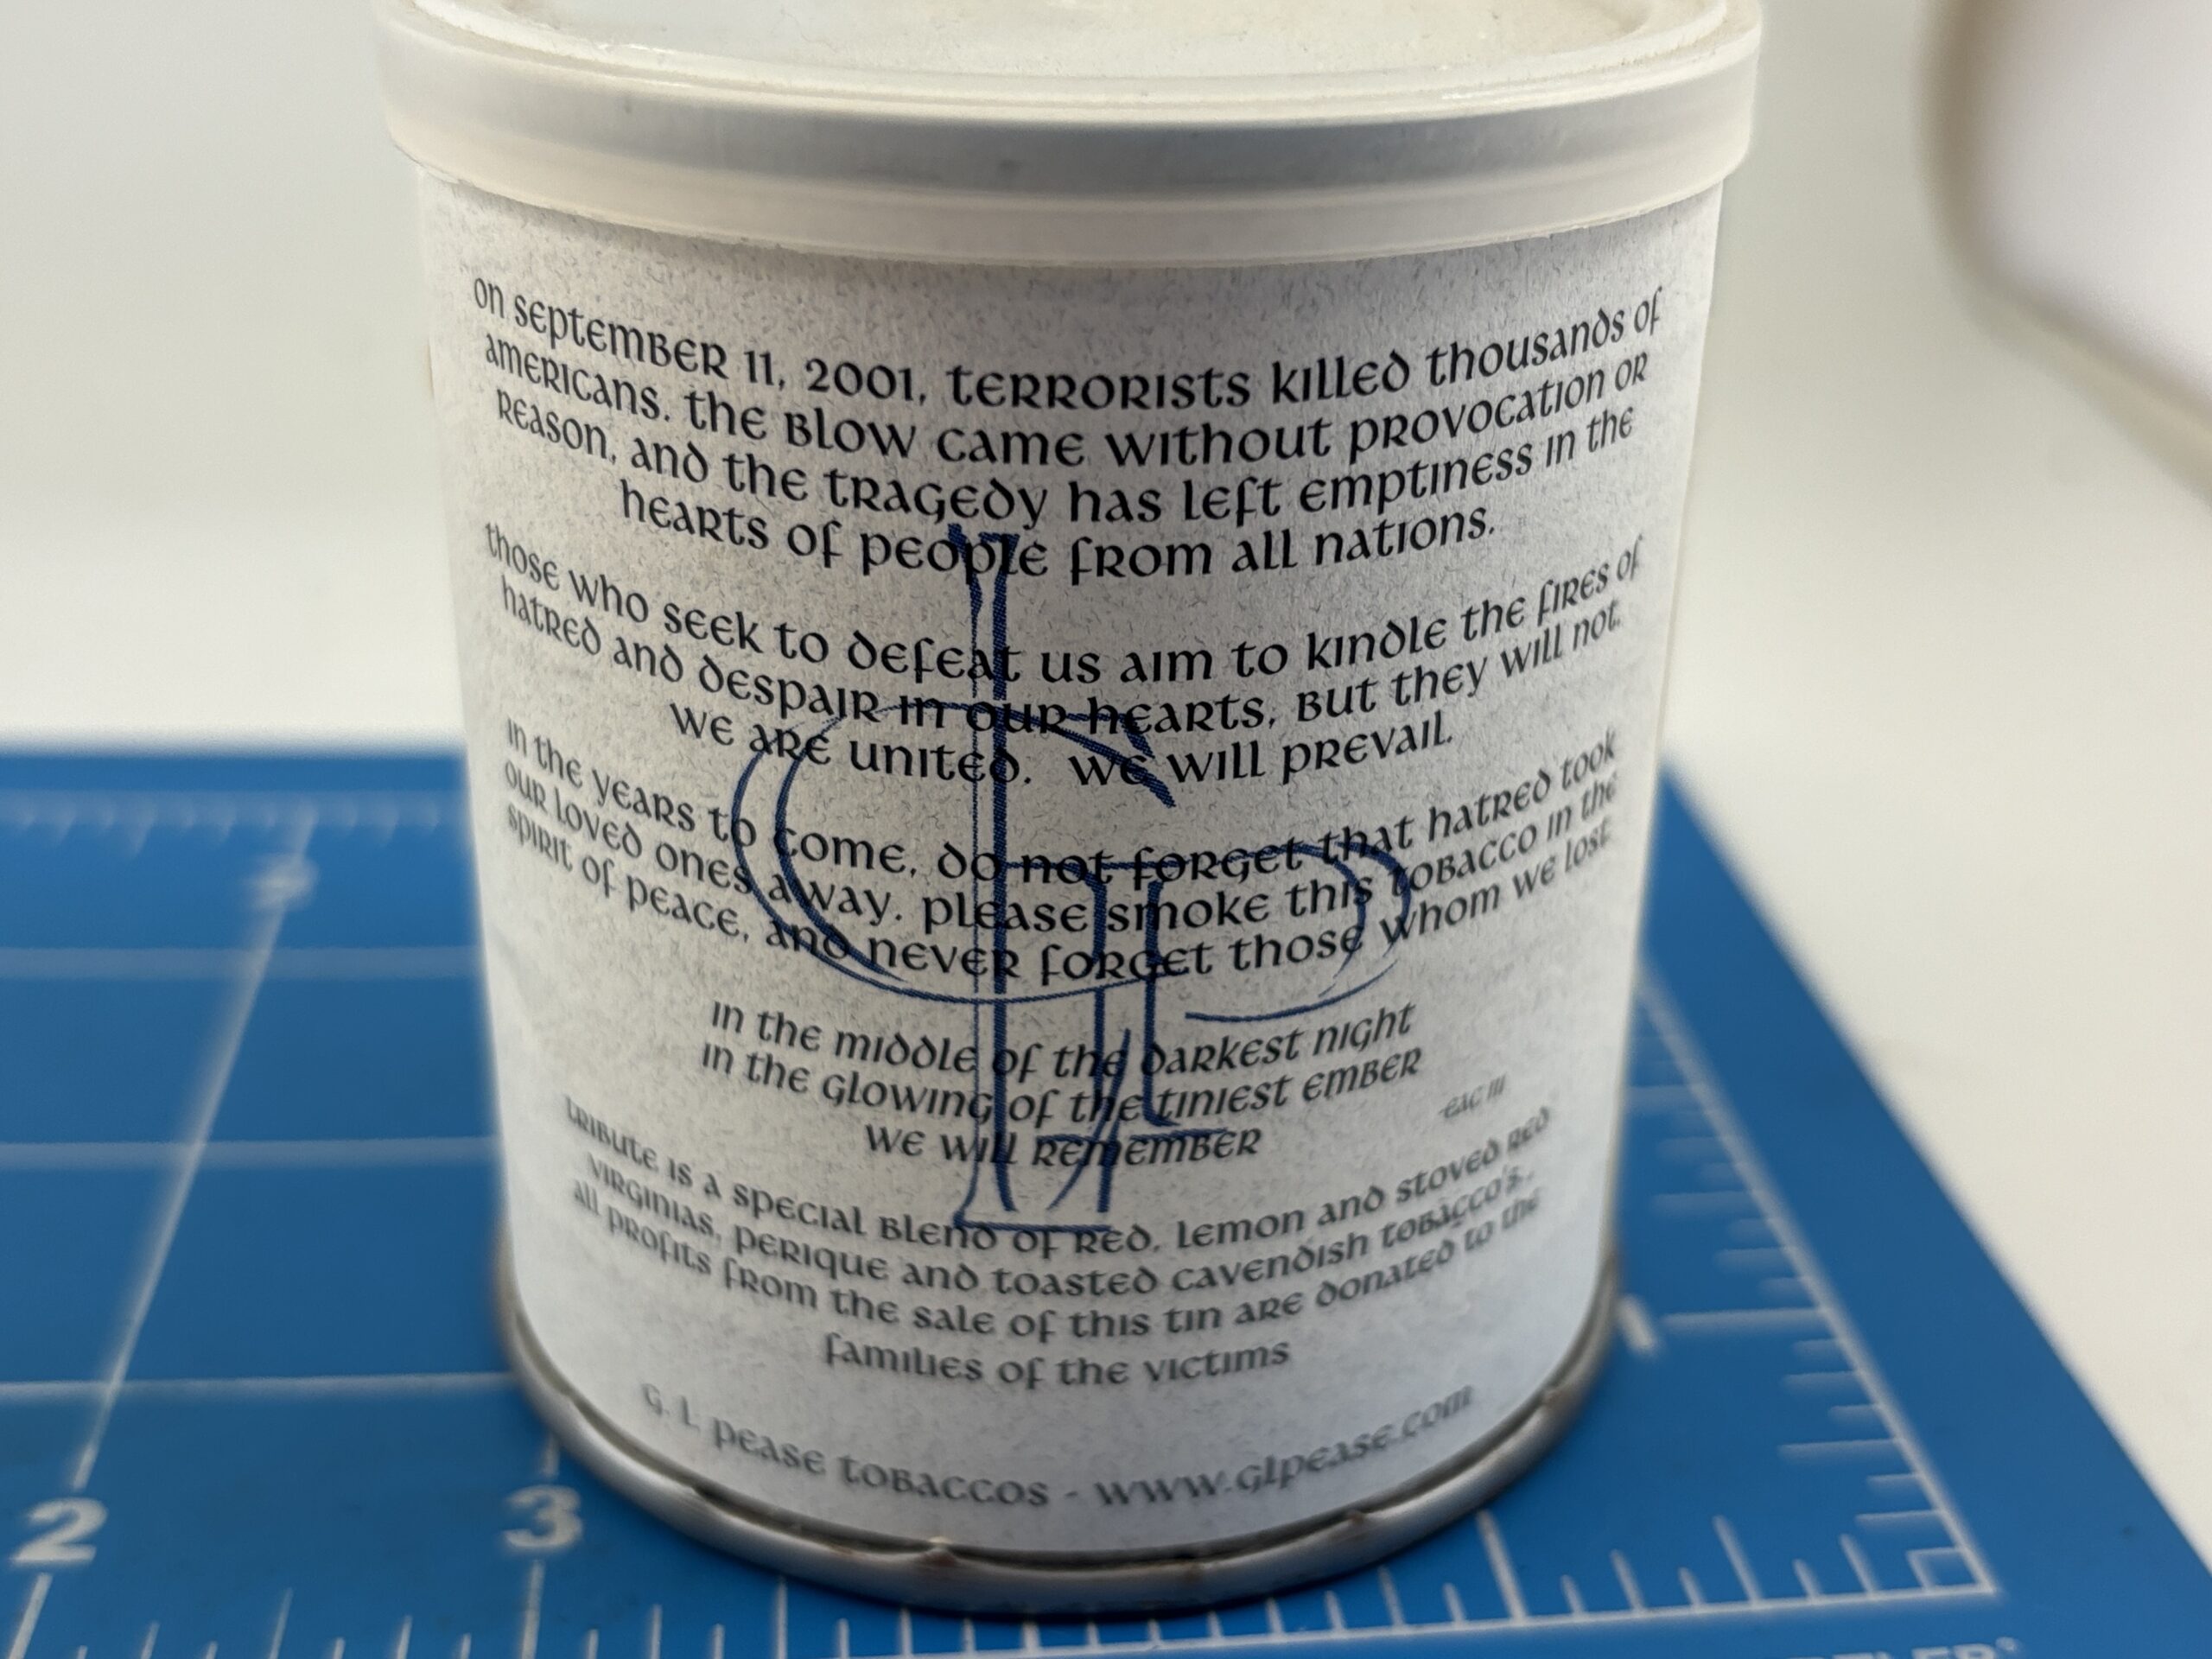 on september 11, 2001, terrorists killed thousands of
americans. the blow came without provocation or
reason, and the tragedy has left emptiness in the
hearts of people from all nations.
those who seek to defeat us aim to kindle the fires of
hatred and despair in our hearts, but they will not.
we are united. we will prevail.
in the years to come, do not forget that hatred took
our loved ones away. please smoke this tobacco in the
spirit of peace, and never forget those whom we lost.
in the middle of the darkest night
in the glowing of the tiniest ember
-eac III
we will remember
tribute is a special blend of red, lemon and stoved red
virginias, perique and toasted cavendish tobacco's.
all profits from the sale of this tin are donated to the
families of the victims
G. L. pease tobaccos - www.glpease.com
2
3
1